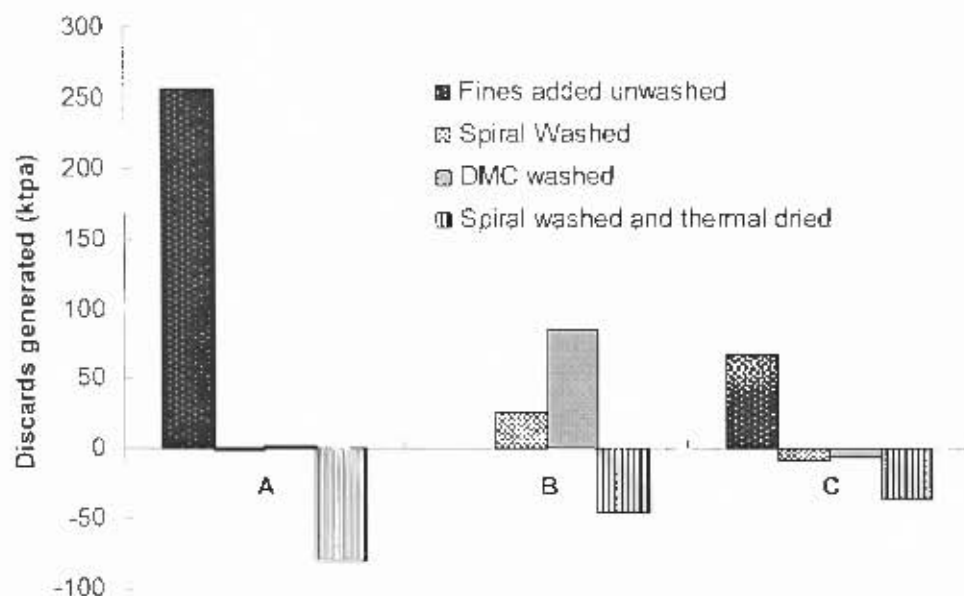 300
250
200
150
100
50
0
-50
-100
Discards generated (ktpa)
Fines added unwashed
Spiral Washed
DMC washed
Spiral washed and thermal dried
A
B
C